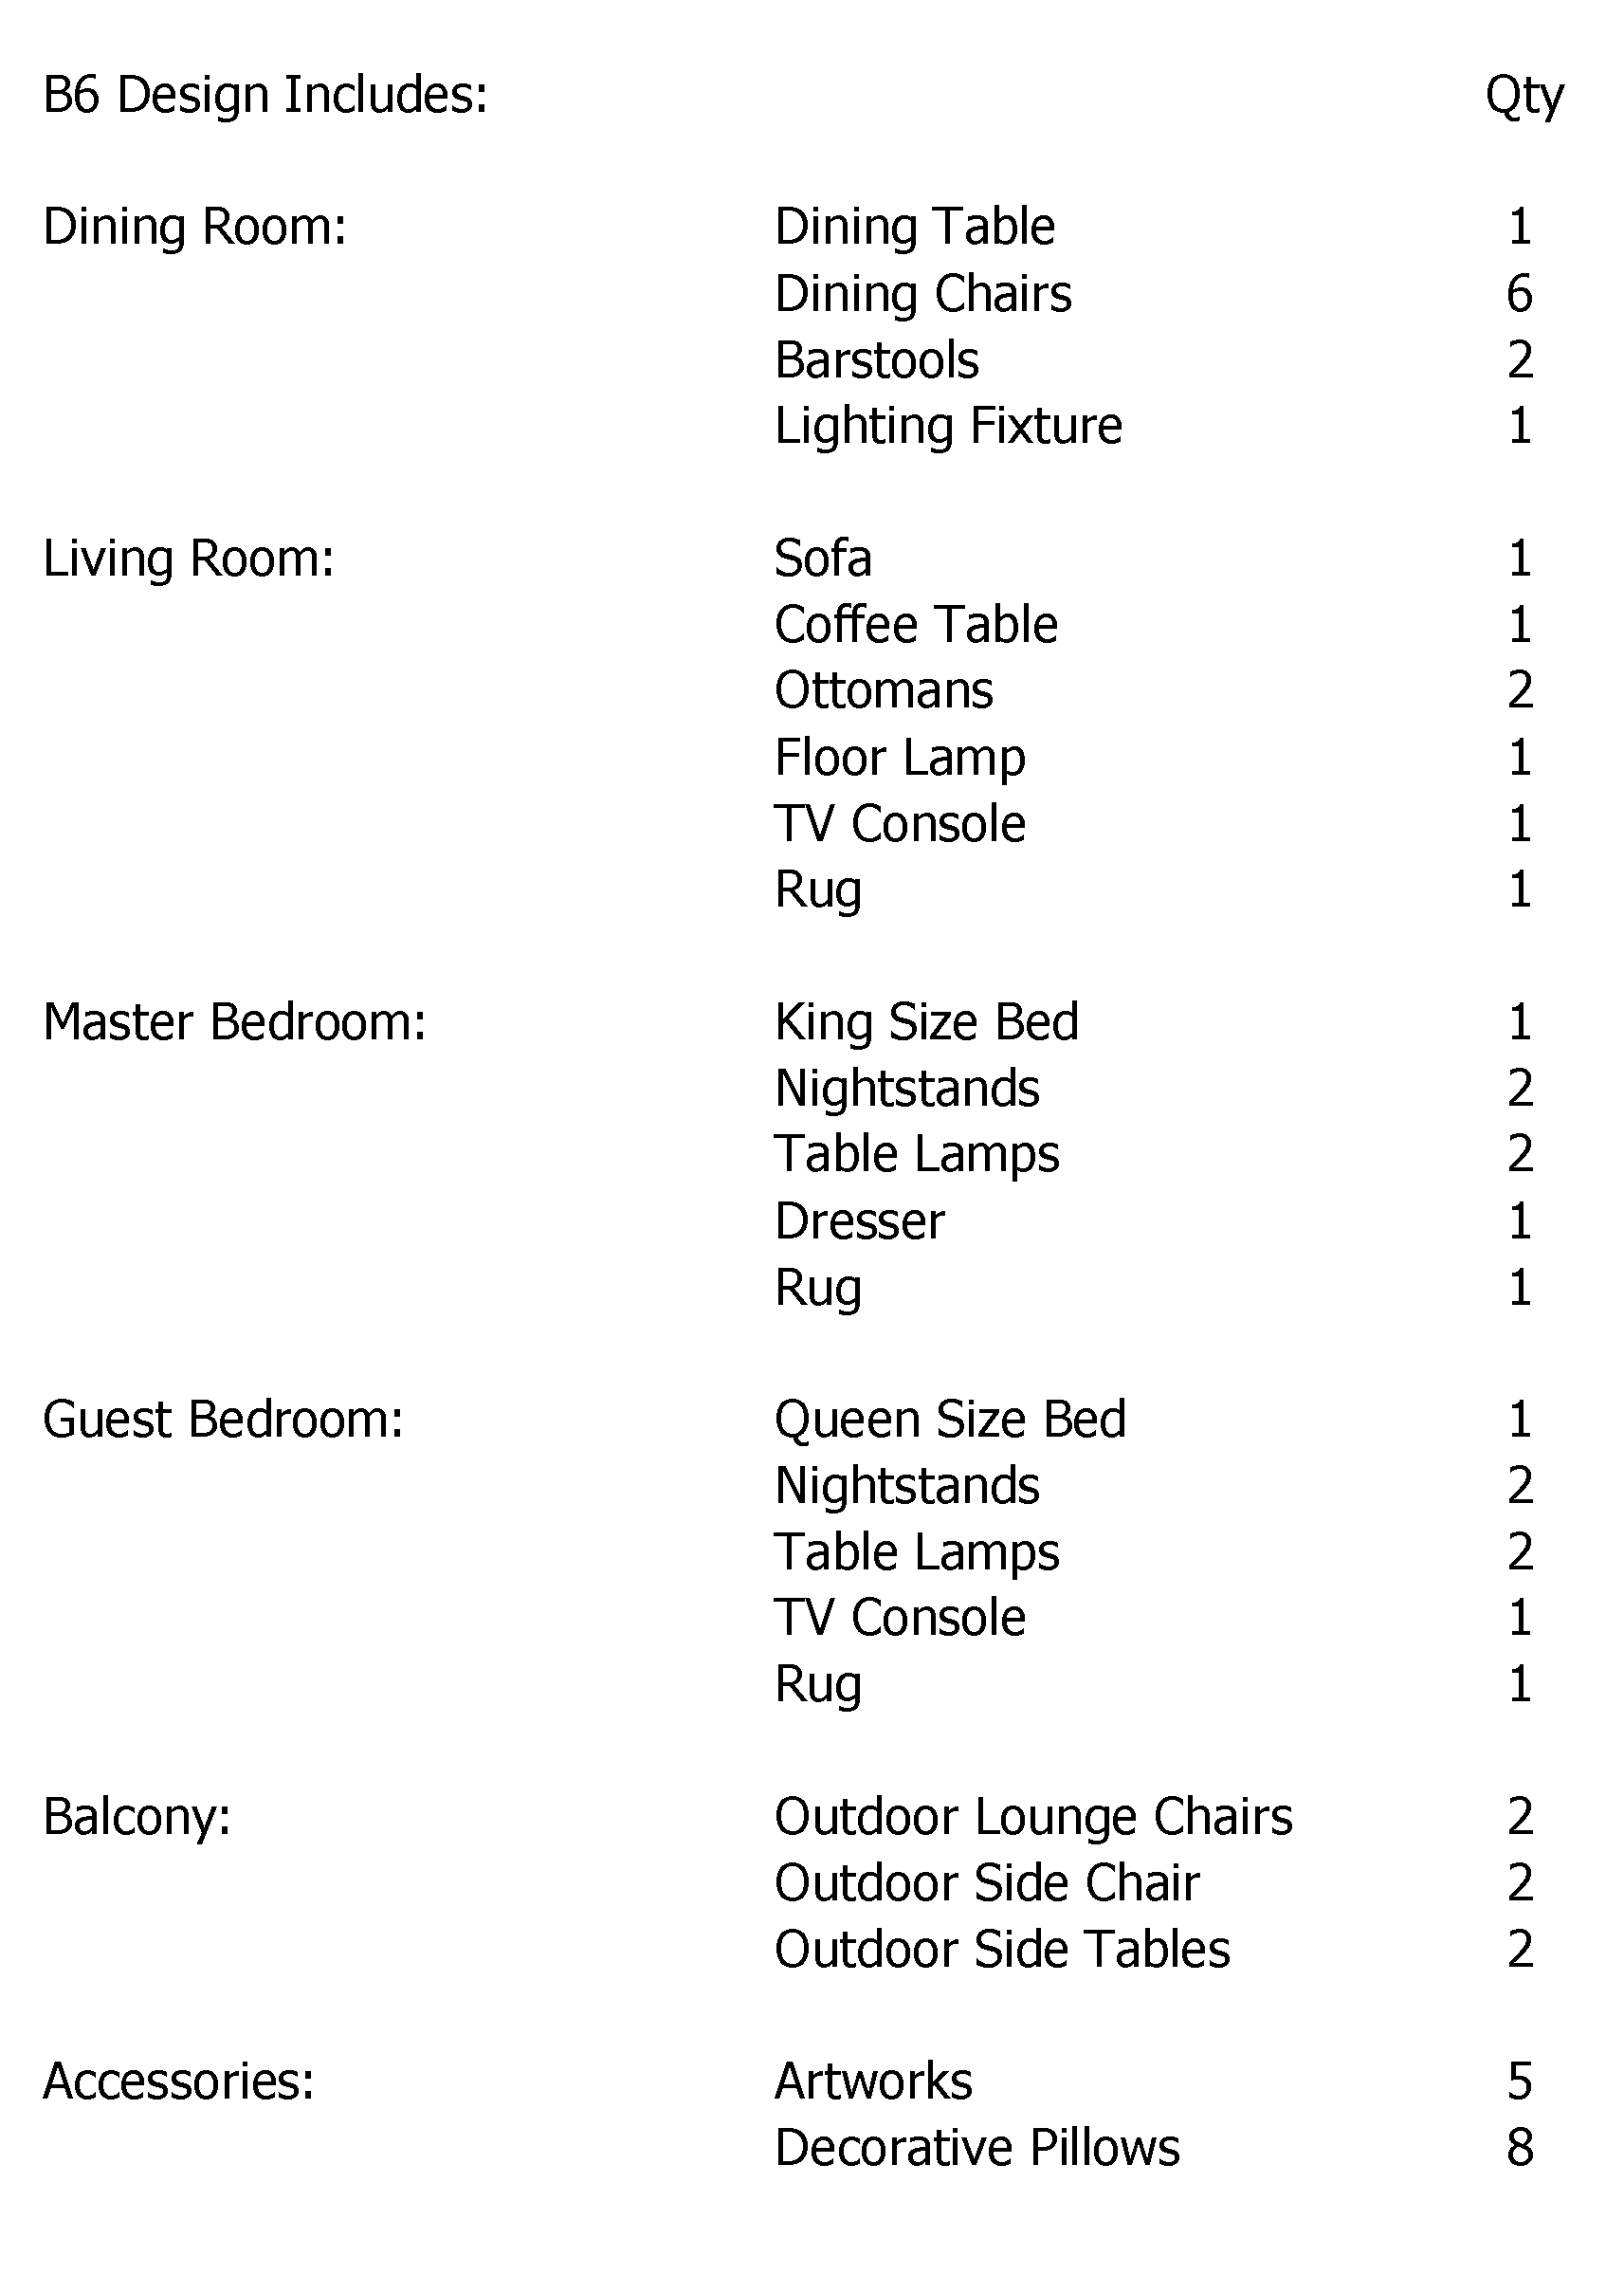 B6 Design Includes: Qty
Dining Room: Dining Table 1
Dining Chairs 6
Barstools 2
Lighting Fixture 1
Living Room: Sofa 1
Coffee Table 1
Ottomans 2
Floor Lamp 1
TV Console 1
Rug 1
Master Bedroom: King Size Bed 1
Nightstands 2
Table Lamps 2
Dresser 1
Rug 1
Guest Bedroom: Queen Size Bed 1
Nightstands 2
Table Lamps 2
TV Console 1
Rug 1
Balcony: Outdoor Lounge Chairs 2
Outdoor Side Chair 2
Outdoor Side Tables 2
Accessories: Artworks 5
Decorative Pillows 8